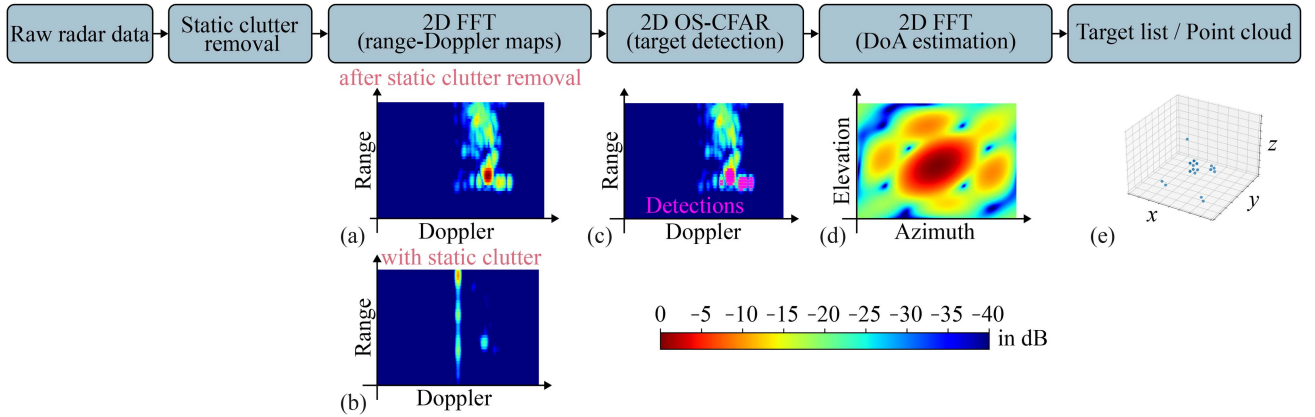 Raw radar data
Static clutter
removal
2D FFT
(range-Doppler maps)
2D OS-CFAR
(target detection)
2D FFT
(DoA estimation)
Target list / Point cloud
after static clutter removal
Range
Doppler
(a)
Range
Detections
Doppler
(c)
Elevation
Azimuth
(d)
x
y
z
(e)
with static clutter
Range
Doppler
(b)
0 -5 -10 -15 -20 -25 -30 -35 -40
in dB